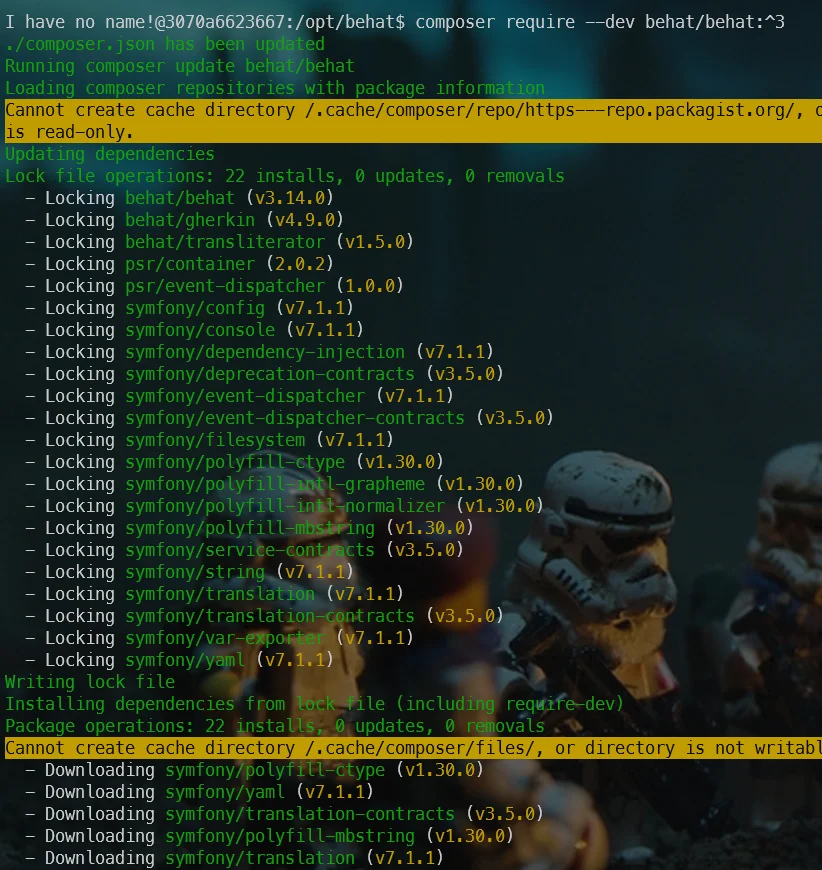 I have no name!@3070a6623667:/opt/behat$ composer require --dev behat/behat:^3
./composer.json has been updated
Running composer update behat/behat
Loading composer repositories with package information
Cannot create cache directory /.cache/composer/repo/https---repo.packagist.org/,
is read-only.
Updating dependencies
Lock file operations: 22 installs, 0 updates, 0 removals
  - Locking behat/behat (v3.14.0)
  - Locking behat/gherkin (v4.9.0)
  - Locking behat/transliterator (v1.5.0)
  - Locking psr/container (2.0.2)
  - Locking psr/event-dispatcher (1.0.0)
  - Locking symfony/config (v7.1.1)
  - Locking symfony/console (v7.1.1)
  - Locking symfony/dependency-injection (v7.1.1)
  - Locking symfony/deprecation-contracts (v3.5.0)
  - Locking symfony/event-dispatcher (v7.1.1)
  - Locking symfony/event-dispatcher-contracts (v3.5.0)
  - Locking symfony/filesystem (v7.1.1)
  - Locking symfony/polyfill-ctype (v1.30.0)
  - Locking symfony/polyfill-intl-grapheme (v1.30.0)
  - Locking symfony/polyfill-intl-normalizer (v1.30.0)
  - Locking symfony/polyfill-mbstring (v1.30.0)
  - Locking symfony/service-contracts (v3.5.0)
  - Locking symfony/string (v7.1.1)
  - Locking symfony/translation (v7.1.1)
  - Locking symfony/translation-contracts (v3.5.0)
  - Locking symfony/var-exporter (v7.1.1)
  - Locking symfony/yaml (v7.1.1)
Writing lock file
Installing dependencies from lock file (including require-dev)
Package operations: 22 installs, 0 updates, 0 removals
Cannot create cache directory /.cache/composer/files/, or directory is not writabl
  - Downloading symfony/polyfill-ctype (v1.30.0)
  - Downloading symfony/yaml (v7.1.1)
  - Downloading symfony/translation-contracts (v3.5.0)
  - Downloading symfony/polyfill-mbstring (v1.30.0)
  - Downloading symfony/translation (v7.1.1)